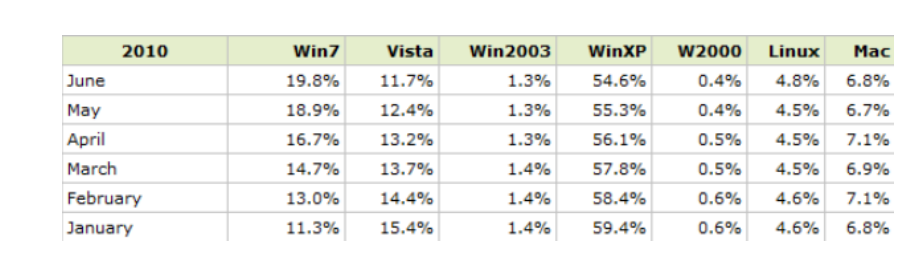 2010 Win7 Vista Win2003 WinXP W2000 Linux Mac
June 19.8% 11.7% 1.3% 54.6% 0.4% 4.8% 6.8%
May 18.9% 12.4% 1.3% 55.3% 0.4% 4.5% 6.7%
April 16.7% 13.2% 1.3% 56.1% 0.5% 4.5% 7.1%
March 14.7% 13.7% 1.4% 57.8% 0.5% 4.5% 6.9%
February 13.0% 14.4% 1.4% 58.4% 0.6% 4.6% 7.1%
January 11.3% 15.4% 1.4% 59.4% 0.6% 4.6% 6.8%